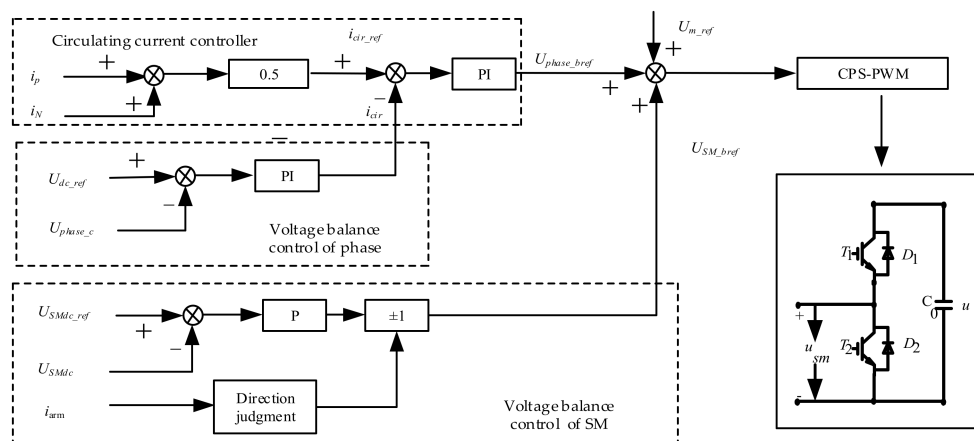 Circulating current controller
i_cir_ref
U_m_ref
i_p
+
+
0.5
+
−
PI
U_phase_bref
+
+
+
CPS-PWM
i_N
i_cir
−
U_SM_bref
U_dc_ref
+
−
PI
U_phase_c
Voltage balance
control of phase
T1
D1
C
0
u
U_SMdc_ref
+
−
P
±1
+
u
sm
-
T2
D2
U_SMdc
i_arm
Direction
judgment
Voltage balance
control of SM